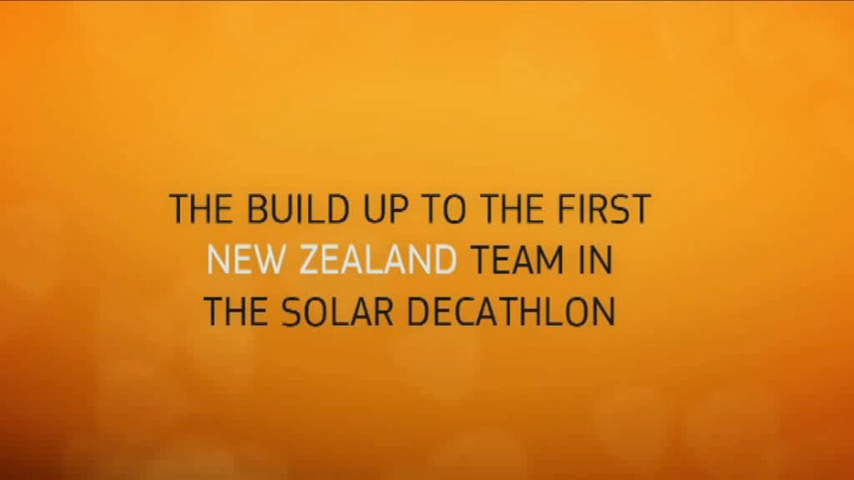 THE BUILD UP TO THE FIRST
NEW ZEALAND TEAM IN
THE SOLAR DECATHLON